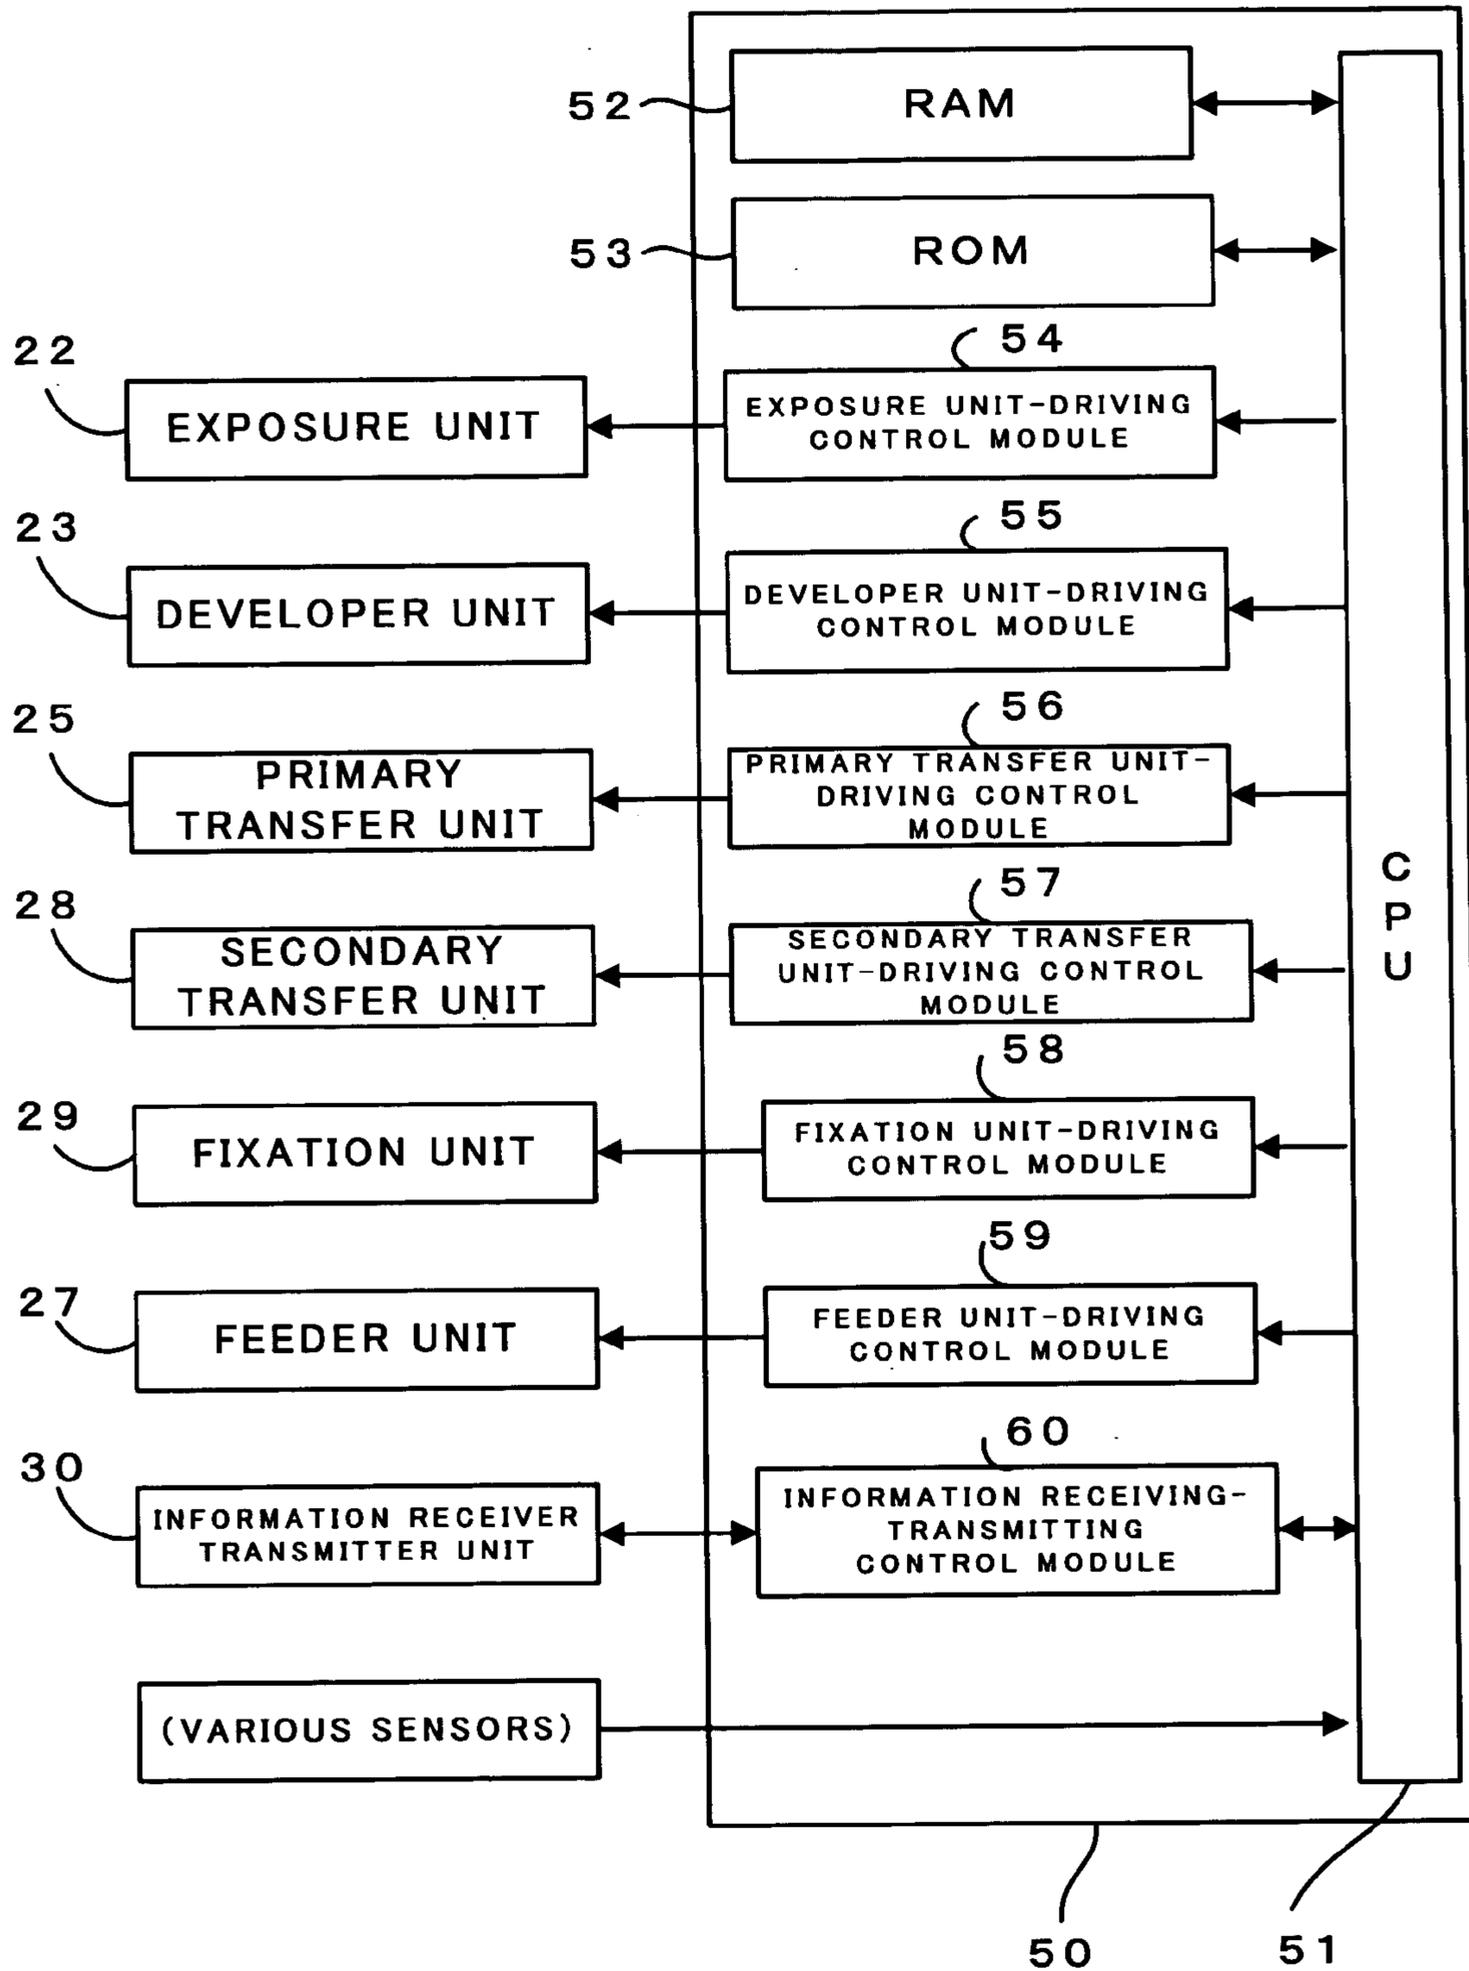 52
RAM
53
ROM
54
22
EXPOSURE UNIT
EXPOSURE UNIT-DRIVING
CONTROL MODULE
55
23
DEVELOPER UNIT
DEVELOPER UNIT-DRIVING
CONTROL MODULE
56
25
PRIMARY
TRANSFER UNIT
PRIMARY TRANSFER UNIT-
DRIVING CONTROL
MODULE
57
28
SECONDARY
TRANSFER UNIT
SECONDARY TRANSFER
UNIT-DRIVING CONTROL
MODULE
CPU
58
29
FIXATION UNIT
FIXATION UNIT-DRIVING
CONTROL MODULE
59
27
FEEDER UNIT
FEEDER UNIT-DRIVING
CONTROL MODULE
60
30
INFORMATION RECEIVER
TRANSMITTER UNIT
INFORMATION RECEIVING-
TRANSMITTING
CONTROL MODULE
(VARIOUS SENSORS)
50
51